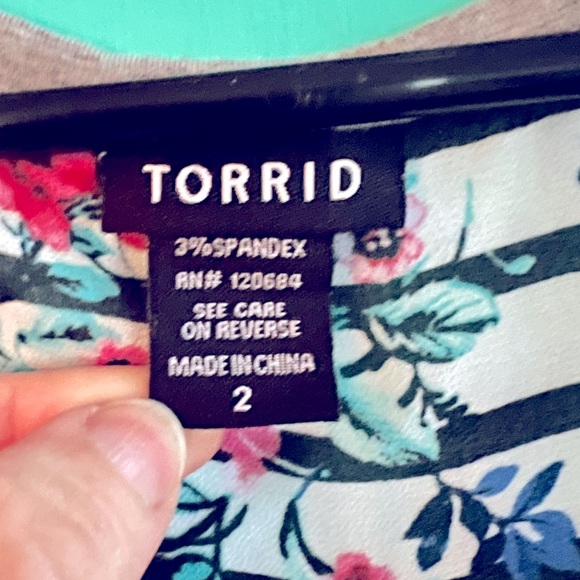 TORRID
3%SPANDEX
RN# 120684
SEE CARE
ON REVERSE
MADE IN CHINA
2